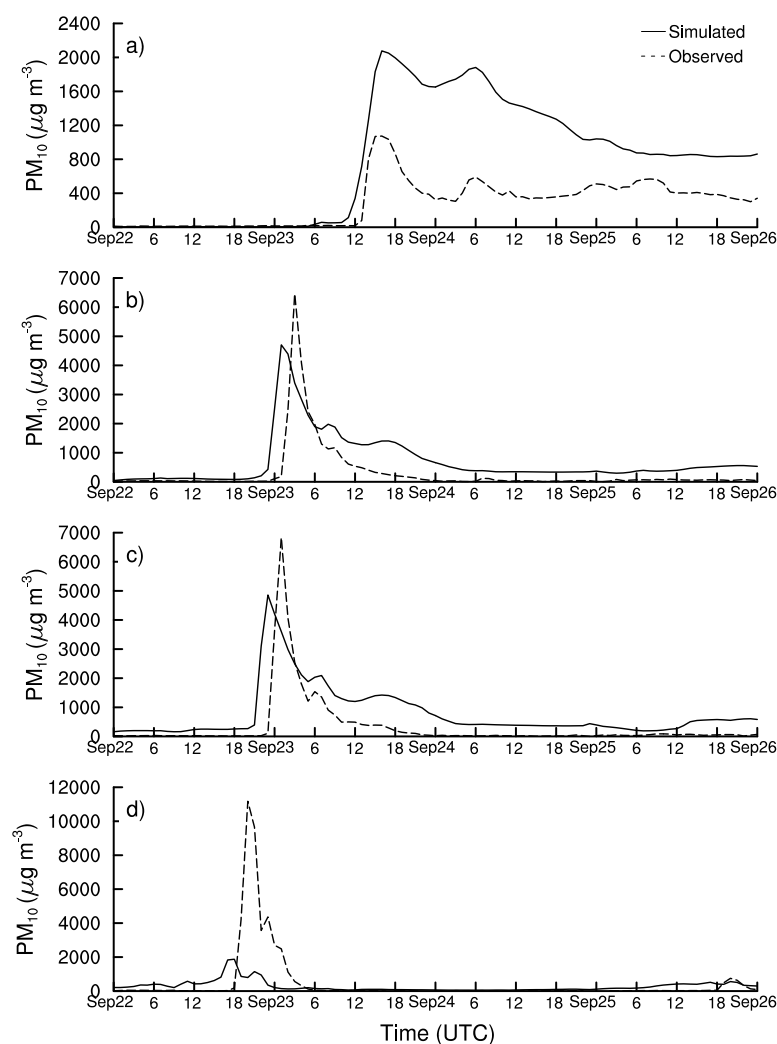 2400
a)
Simulated
2000
Observed
1600
1200
800
400
0
PM10 (µg m-3)
Sep22 6 12 18 Sep23 6 12 18 Sep24 6 12 18 Sep25 6 12 18 Sep26
7000
b)
6000
5000
4000
3000
2000
1000
0
PM10 (µg m-3)
Sep22 6 12 18 Sep23 6 12 18 Sep24 6 12 18 Sep25 6 12 18 Sep26
7000
c)
6000
5000
4000
3000
2000
1000
0
PM10 (µg m-3)
Sep22 6 12 18 Sep23 6 12 18 Sep24 6 12 18 Sep25 6 12 18 Sep26
12000
d)
10000
8000
6000
4000
2000
0
PM10 (µg m-3)
Sep22 6 12 18 Sep23 6 12 18 Sep24 6 12 18 Sep25 6 12 18 Sep26
Time (UTC)